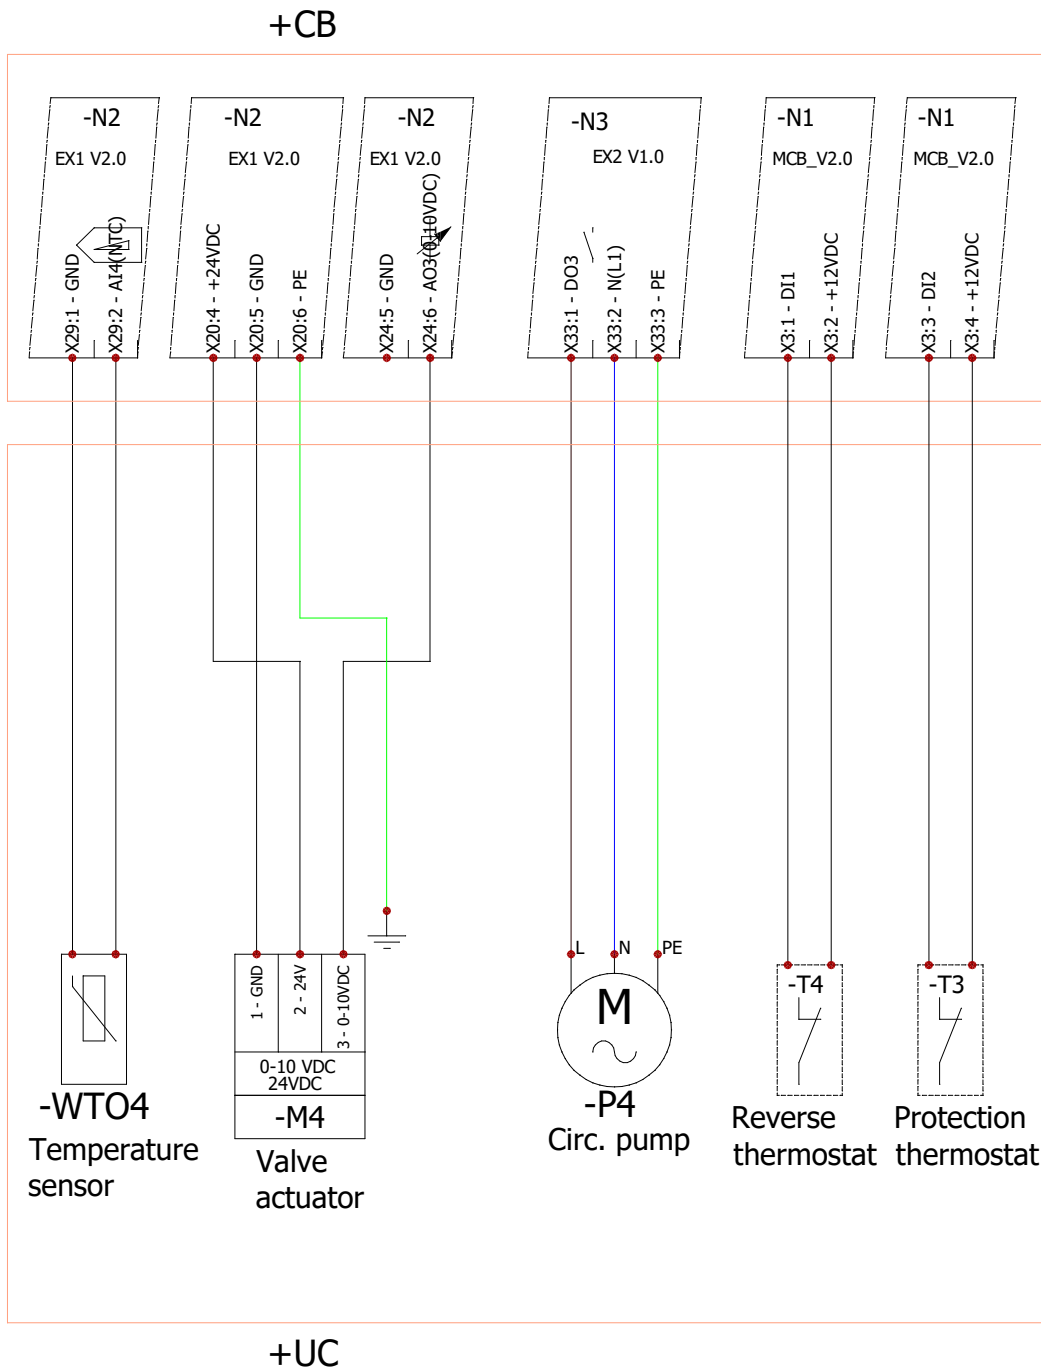 +CB
-N2
-N2
-N2
-N3
-N1
-N1
EX1 V2.0
EX1 V2.0
EX1 V2.0
EX2 V1.0
MCB_V2.0
MCB_V2.0
X29:1 - GND
X29:2 - AI4(NTC)
X20:4 - +24VDC
X20:5 - GND
X20:6 - PE
X24:5 - GND
X24:6 - AO3(0-10VDC)
X33:1 - DO3
X33:2 - N(L1)
X33:3 - PE
X3:1 - DI1
X3:2 - +12VDC
X3:3 - DI2
X3:4 - +12VDC
L
N
PE
1 - GND
2 - 24V
3 - 0-10VDC
0-10 VDC
24VDC
-M4
M
-T4
-T3
-WTO4
Temperature
sensor
Valve
actuator
-P4
Circ. pump
Reverse
thermostat
Protection
thermostat
+UC